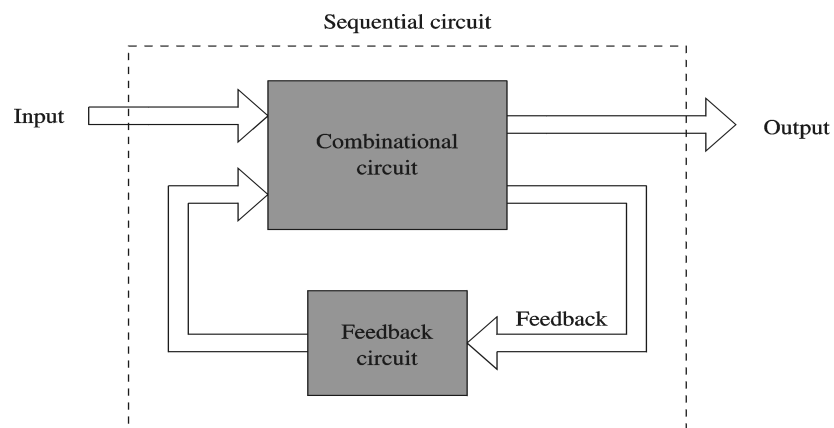 Sequential circuit
Input
Combinational
circuit
Output
Feedback
Feedback
circuit